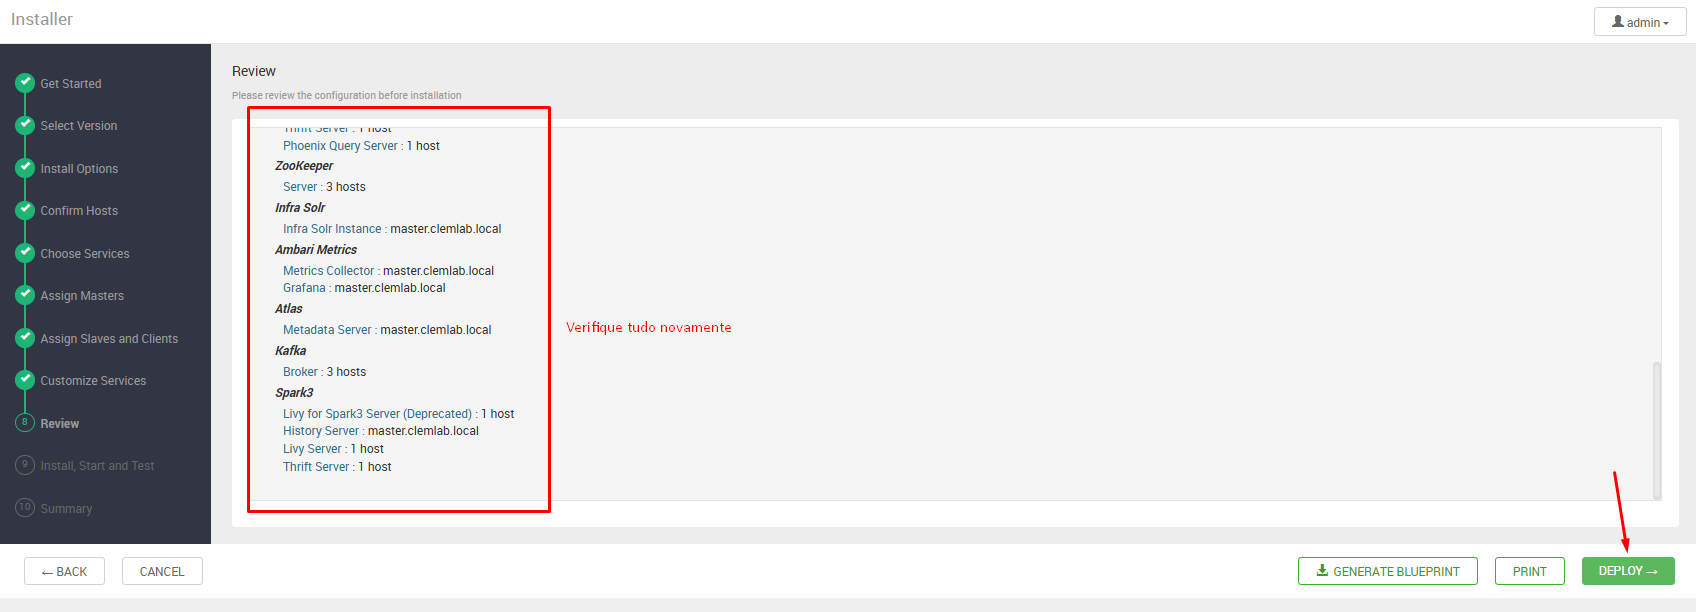 Installer
admin
Get Started
Select Version
Install Options
Confirm Hosts
Choose Services
Assign Masters
Assign Slaves and Clients
Customize Services
8 Review
9 Install, Start and Test
10 Summary
Review
Please review the configuration before installation
Thrift Server : 1 host
Phoenix Query Server : 1 host
ZooKeeper
Server : 3 hosts
Infra Solr
Infra Solr Instance : master.clemlab.local
Ambari Metrics
Metrics Collector : master.clemlab.local
Grafana : master.clemlab.local
Atlas
Metadata Server : master.clemlab.local
Kafka
Broker : 3 hosts
Spark3
Livy for Spark3 Server (Deprecated) : 1 host
History Server : master.clemlab.local
Livy Server : 1 host
Thrift Server : 1 host
Verifique tudo novamente
← BACK
CANCEL
GENERATE BLUEPRINT
PRINT
DEPLOY →